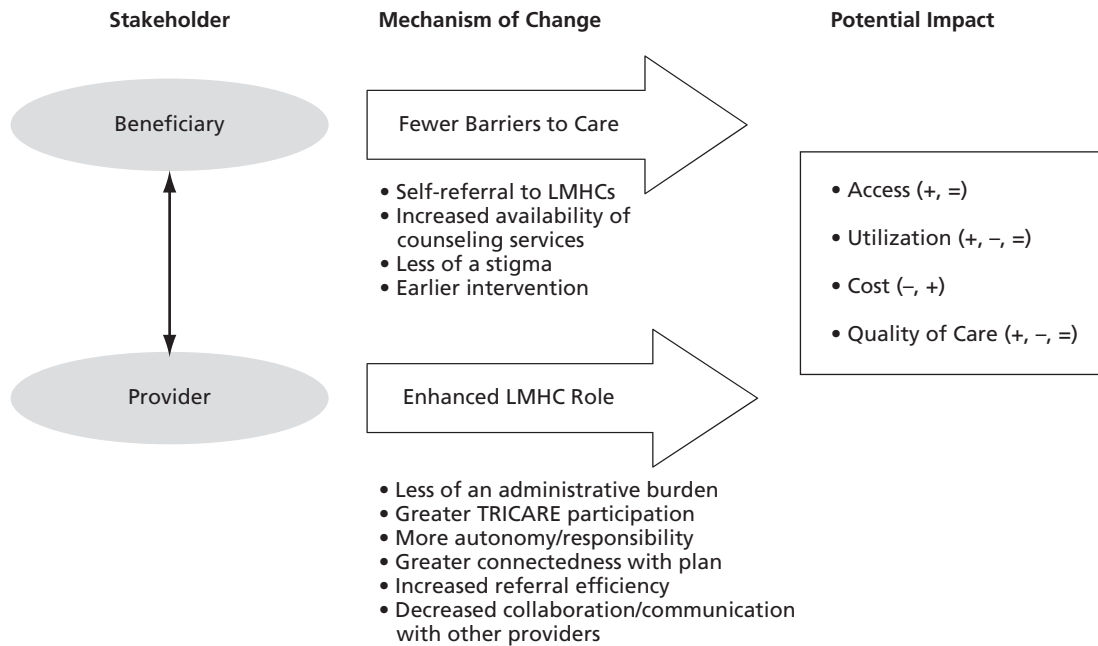 Stakeholder
Mechanism of Change
Potential Impact
Beneficiary
Fewer Barriers to Care
• Self-referral to LMHCs
• Increased availability of
counseling services
• Less of a stigma
• Earlier intervention
Provider
Enhanced LMHC Role
• Less of an administrative burden
• Greater TRICARE participation
• More autonomy/responsibility
• Greater connectedness with plan
• Increased referral efficiency
• Decreased collaboration/communication
with other providers
• Access (+, =)
• Utilization (+, –, =)
• Cost (–, +)
• Quality of Care (+, –, =)